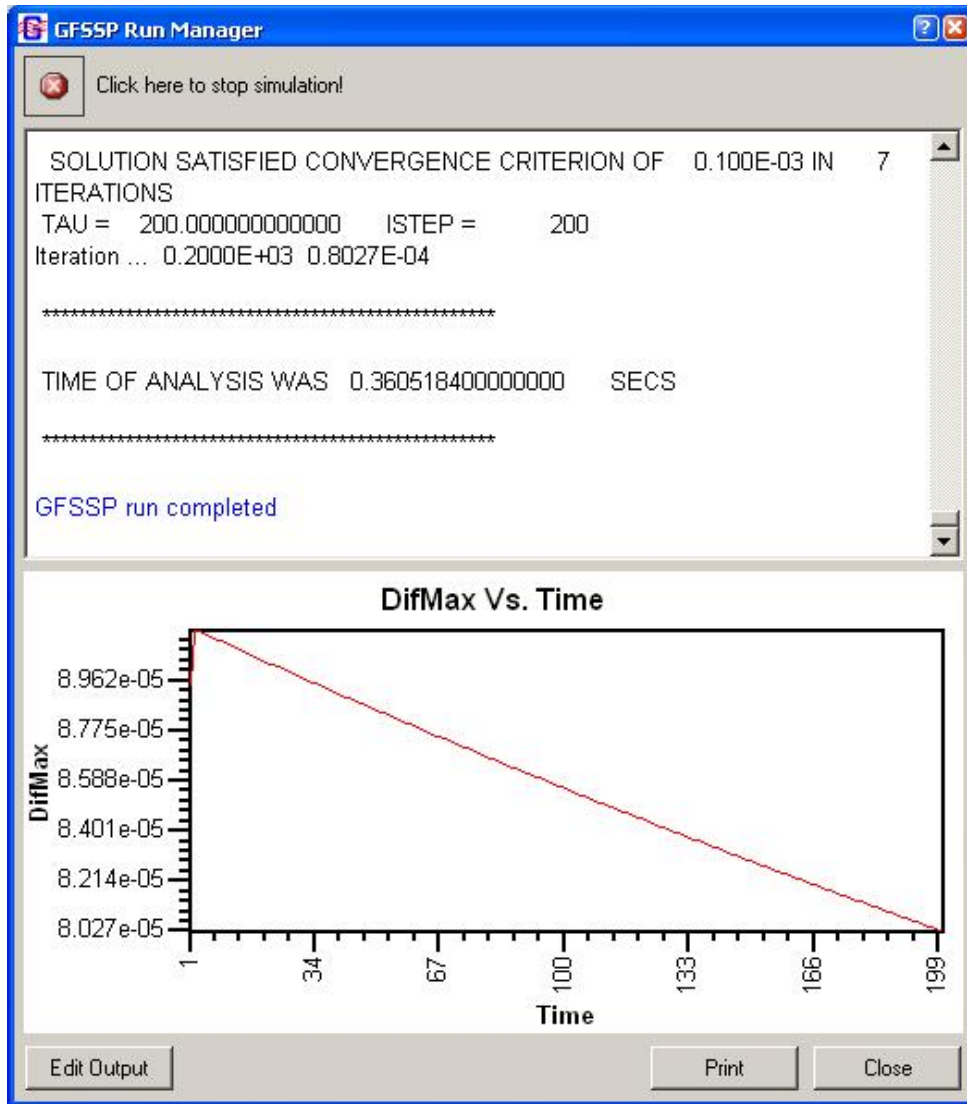 GFSSP Run Manager
Click here to stop simulation!
SOLUTION SATISFIED CONVERGENCE CRITERION OF 0.100E-03 IN 7
ITERATIONS
TAU = 200.000000000000 ISTEP = 200
Iteration ... 0.2000E+03 0.8027E-04
************************************************
TIME OF ANALYSIS WAS 0.360518400000000 SECS
************************************************
GFSSP run completed
DifMax Vs. Time
8.962e-05
8.775e-05
8.588e-05
8.401e-05
8.214e-05
8.027e-05
DifMax
1 34 67 100 133 166 199
Time
Edit Output Print Close